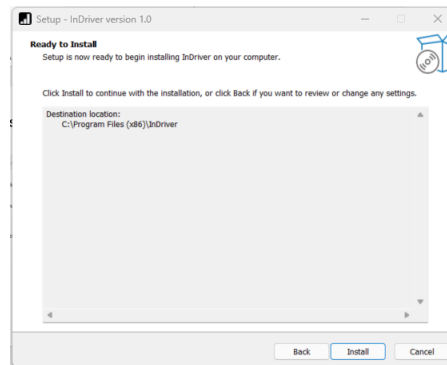 Setup - InDriver version 1.0
Ready to Install
Setup is now ready to begin installing InDriver on your computer.
Click Install to continue with the installation, or click Back if you want to review or change any settings.
Destination location:
C:\Program Files (x86)\InDriver
Back Install Cancel